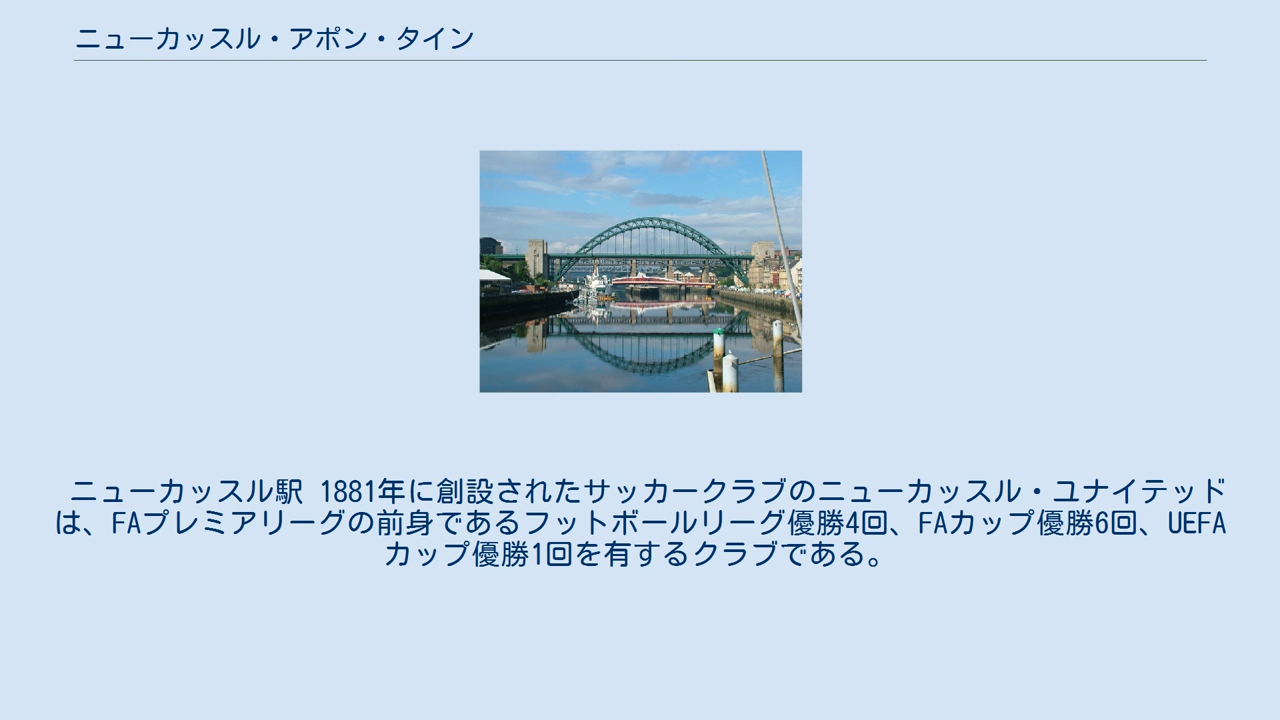 ニューカッスル・アポン・タイン
ニューカッスル駅 1881年に創設されたサッカークラブのニューカッスル・ユナイテッド
は、FAプレミアリーグの前身であるフットボールリーグ優勝4回、FAカップ優勝6回、UEFA
カップ優勝1回を有するクラブである。